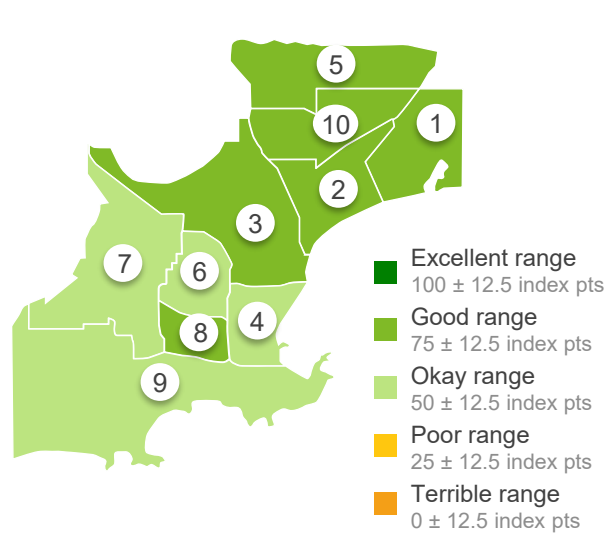 5
10
1
2
3
7
6
4
8
9
Excellent range
100 ± 12.5 index pts
Good range
75 ± 12.5 index pts
Okay range
50 ± 12.5 index pts
Poor range
25 ± 12.5 index pts
Terrible range
0 ± 12.5 index pts